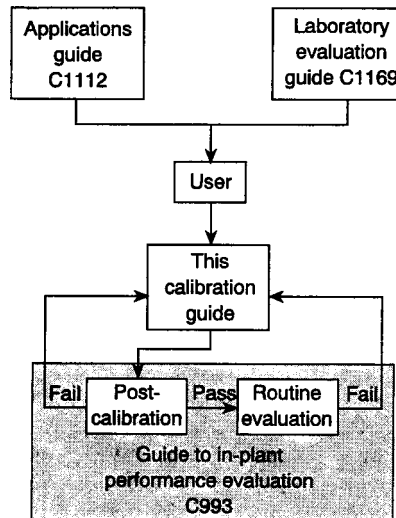 Applications
guide
C1112
Laboratory
evaluation
guide C1169
User
This
calibration
guide
Fail
Post-
calibration
Pass
Routine
evaluation
Fail
Guide to in-plant
performance evaluation
C993